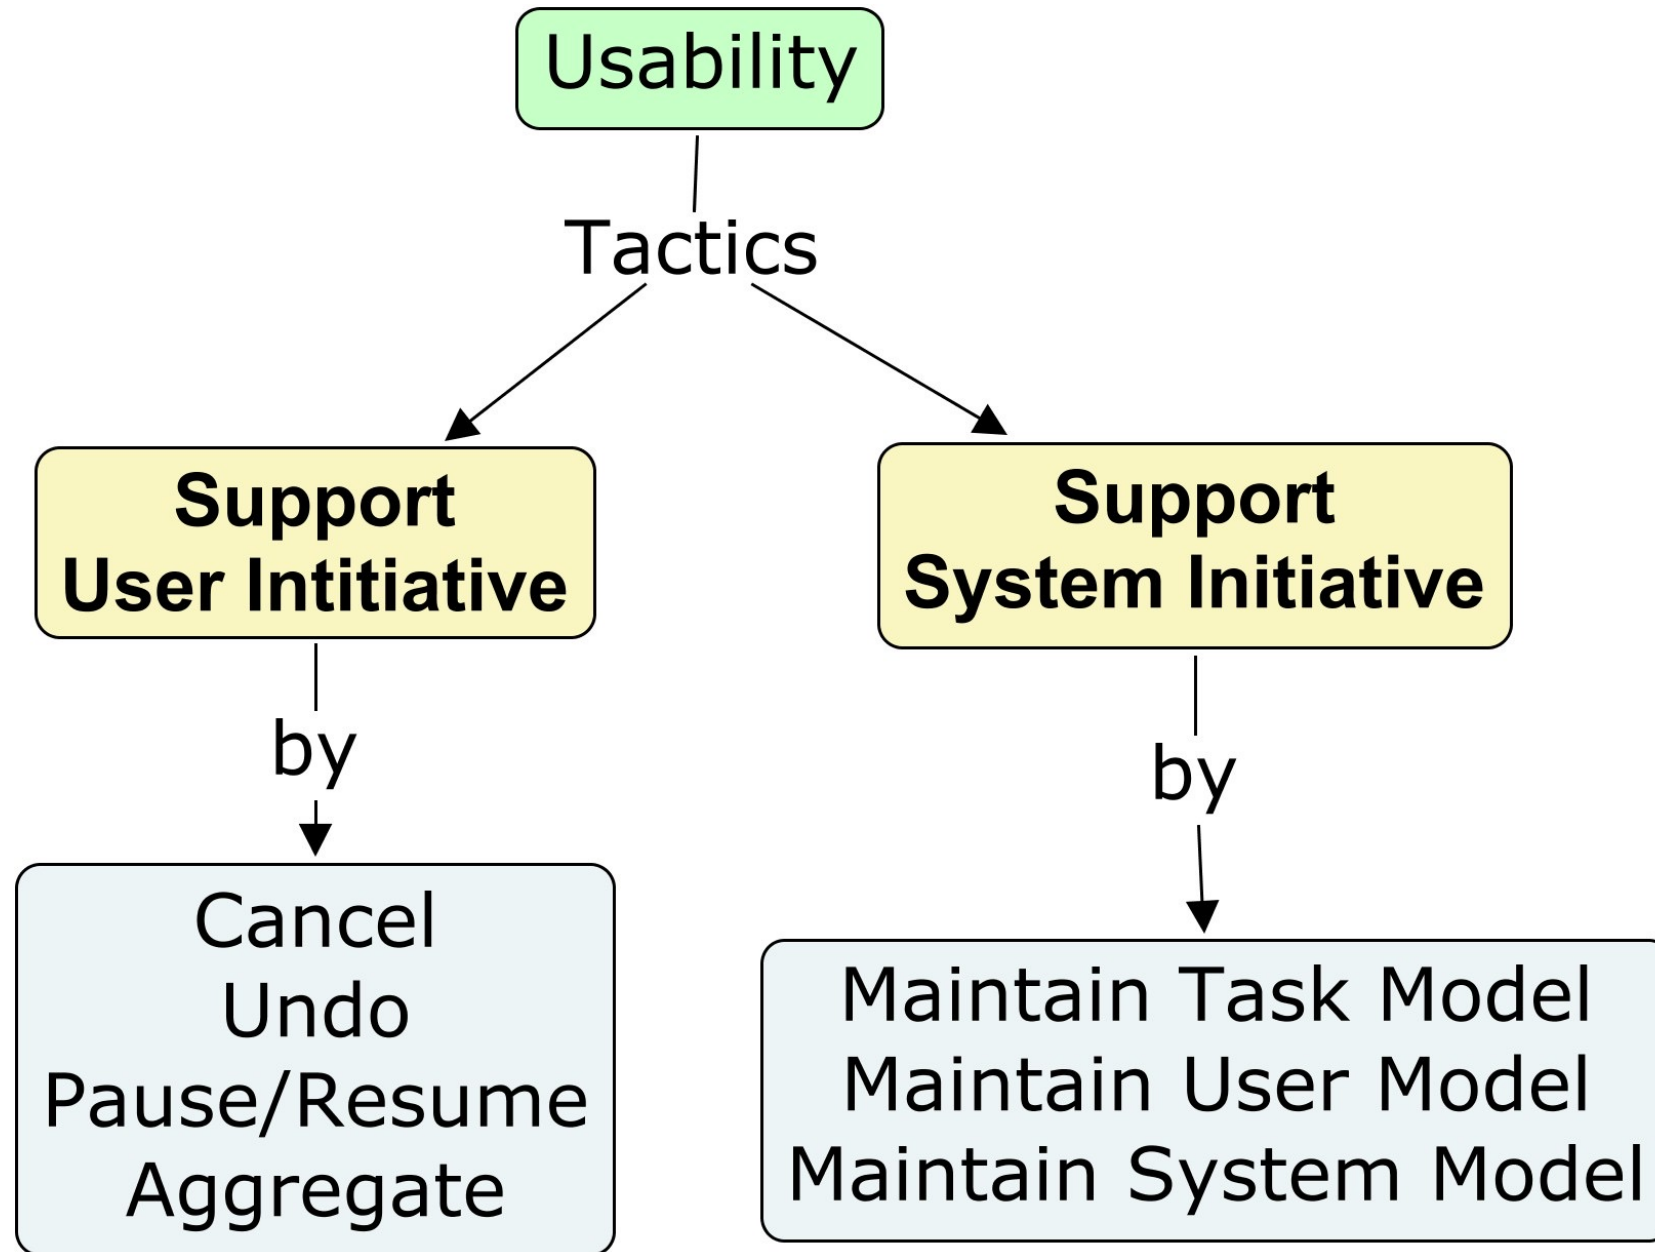 Usability
Tactics
Support
User Intitiative
Support
System Initiative
by
by
Cancel
Undo
Pause/Resume
Aggregate
Maintain Task Model
Maintain User Model
Maintain System Model